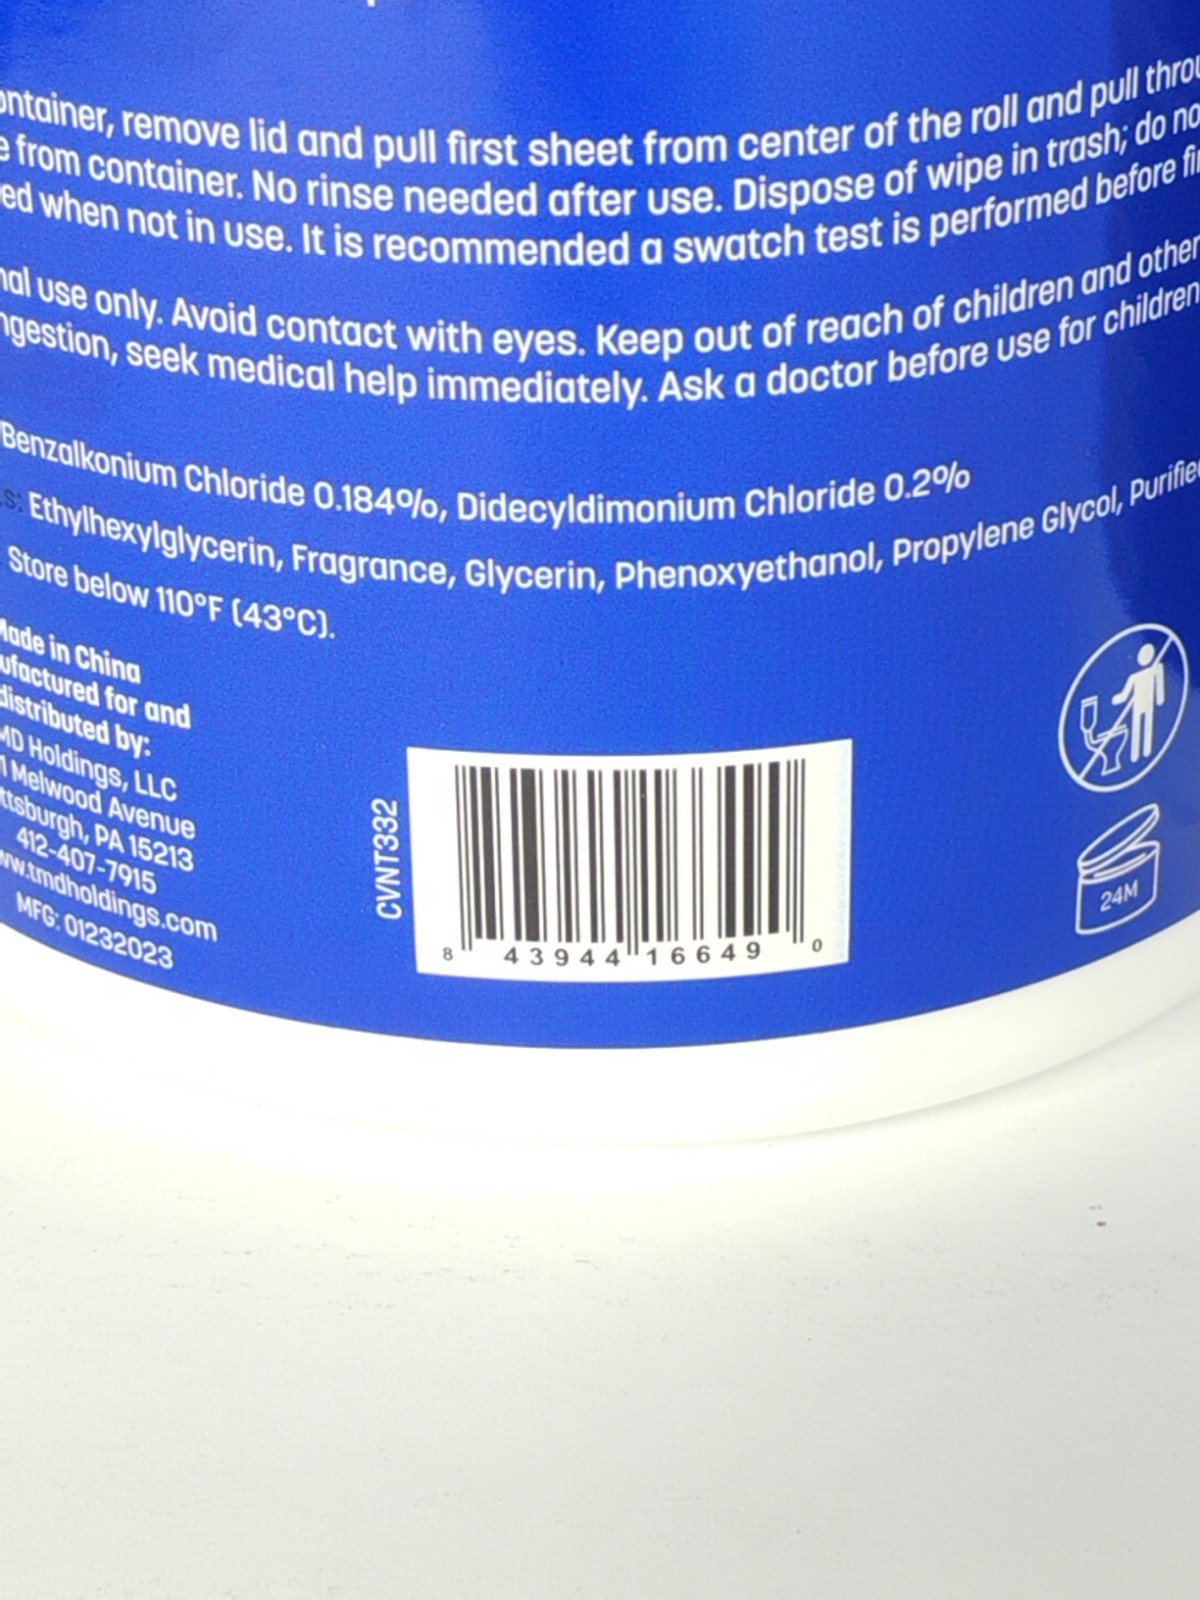 ontainer, remove lid and pull first sheet from center of the roll and pull throu
e from container. No rinse needed after use. Dispose of wipe in trash; do no
ed when not in use. It is recommended a swatch test is performed before fi
nal use only. Avoid contact with eyes. Keep out of reach of children and other
ngestion, seek medical help immediately. Ask a doctor before use for children
Benzalkonium Chloride 0.184%, Didecyldimonium Chloride 0.2%
ts: Ethylhexylglycerin, Fragrance, Glycerin, Phenoxyethanol, Propylene Glycol, Purifie
Store below 110°F (43°C).
Made in China
ufactured for and
distributed by:
MD Holdings, LLC
1 Melwood Avenue
ttsburgh, PA 15213
412-407-7915
ww.tmdholdings.com
MFG: 01232023
CVNT332
8 43944 16649 0
24M